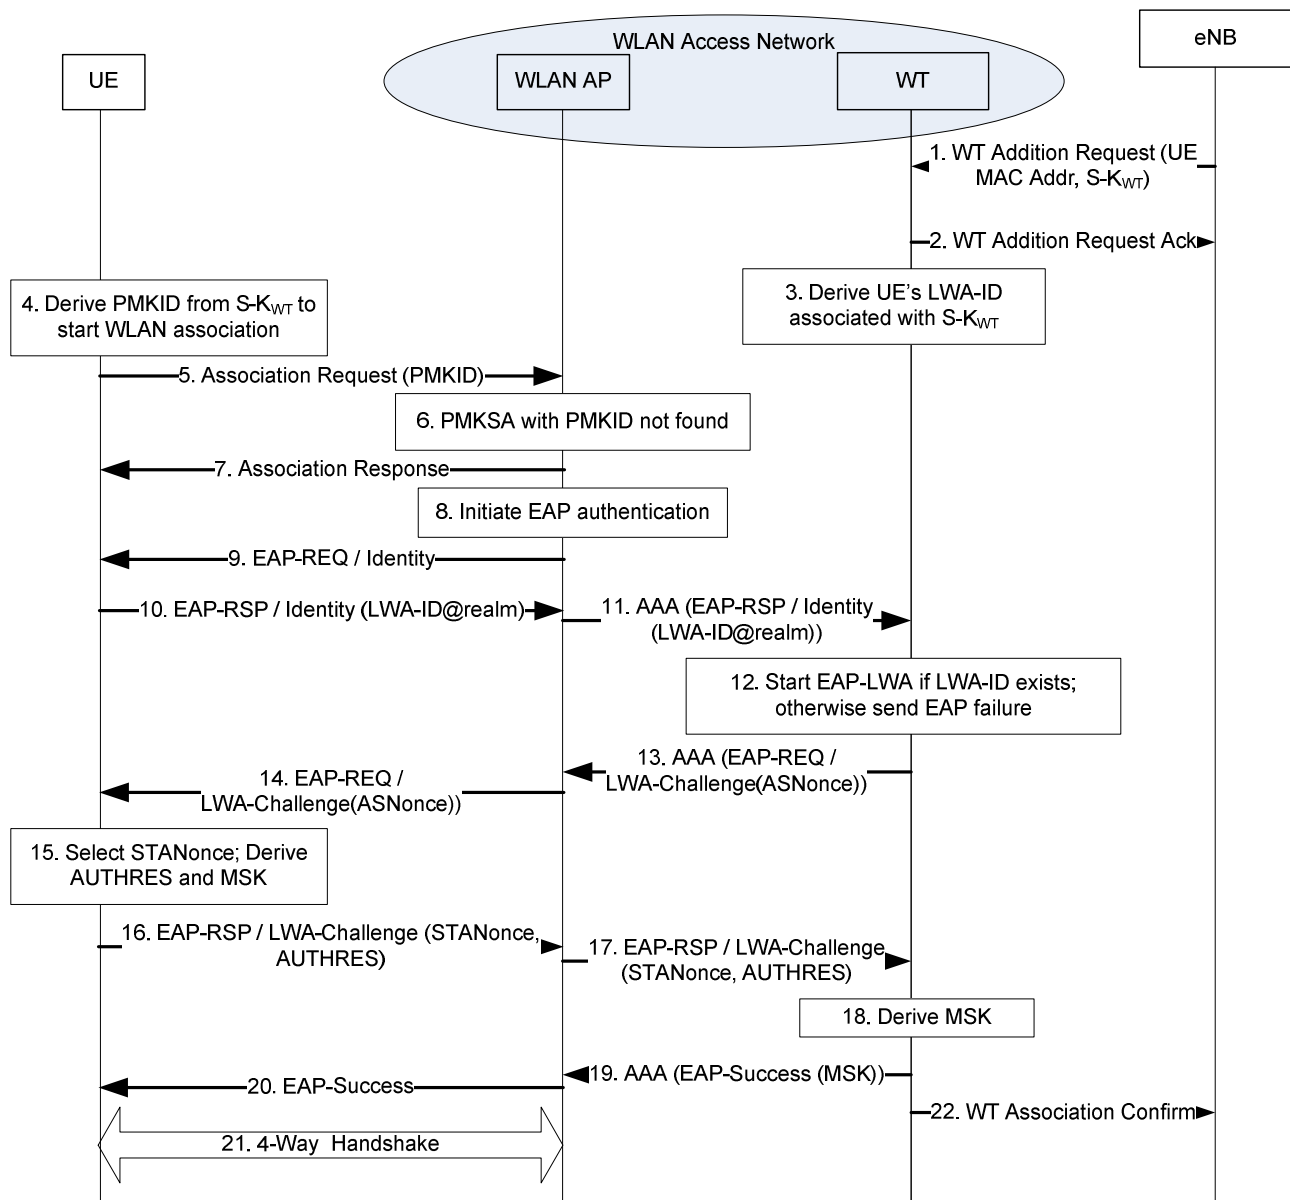 WLAN Access Network
UE
WLAN AP
WT
eNB
1. WT Addition Request (UE
MAC Addr, S-KWT)
2. WT Addition Request Ack
3. Derive UE's LWA-ID
associated with S-KWT
4. Derive PMKID from S-KWT to
start WLAN association
5. Association Request (PMKID)
6. PMKSA with PMKID not found
7. Association Response
8. Initiate EAP authentication
9. EAP-REQ / Identity
10. EAP-RSP / Identity (LWA-ID@realm)
11. AAA (EAP-RSP / Identity
(LWA-ID@realm))
12. Start EAP-LWA if LWA-ID exists;
otherwise send EAP failure
13. AAA (EAP-REQ /
LWA-Challenge(ASNonce))
14. EAP-REQ /
LWA-Challenge(ASNonce))
15. Select STANonce; Derive
AUTHRES and MSK
16. EAP-RSP / LWA-Challenge (STANonce,
AUTHRES)
17. EAP-RSP / LWA-Challenge
(STANonce, AUTHRES)
18. Derive MSK
19. AAA (EAP-Success (MSK))
20. EAP-Success
21. 4-Way Handshake
22. WT Association Confirm